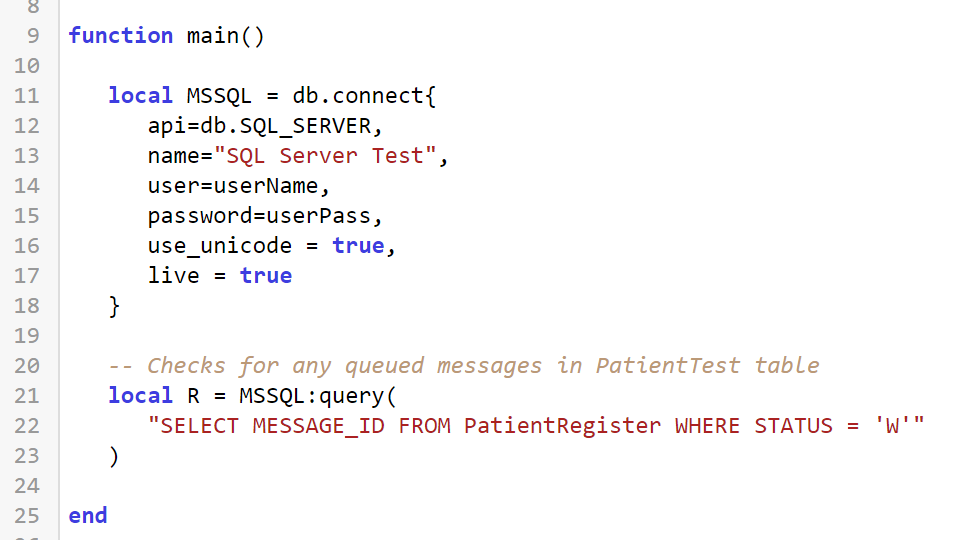 8
9 function main()
10
11 local MSSQL = db.connect{
12 api=db.SQL_SERVER,
13 name="SQL Server Test",
14 user=userName,
15 password=userPass,
16 use_unicode = true,
17 live = true
18 }
19
20 -- Checks for any queued messages in PatientTest table
21 local R = MSSQL:query(
22 "SELECT MESSAGE_ID FROM PatientRegister WHERE STATUS = 'W'"
23 )
24
25 end